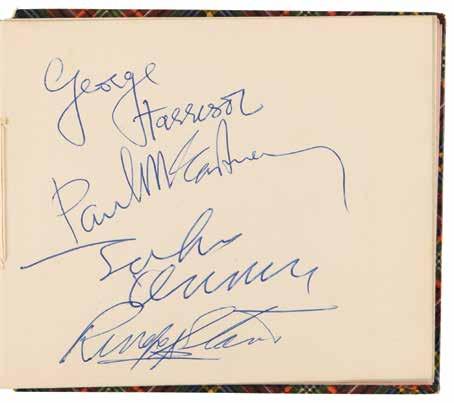 George
Harrison
Paul McCartney
John
Lennon
Ringo Starr